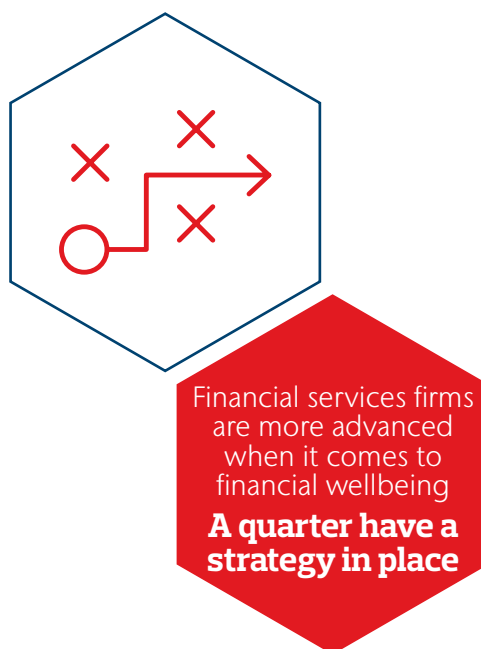 Financial services firms
are more advanced
when it comes to
financial wellbeing
A quarter have a
strategy in place